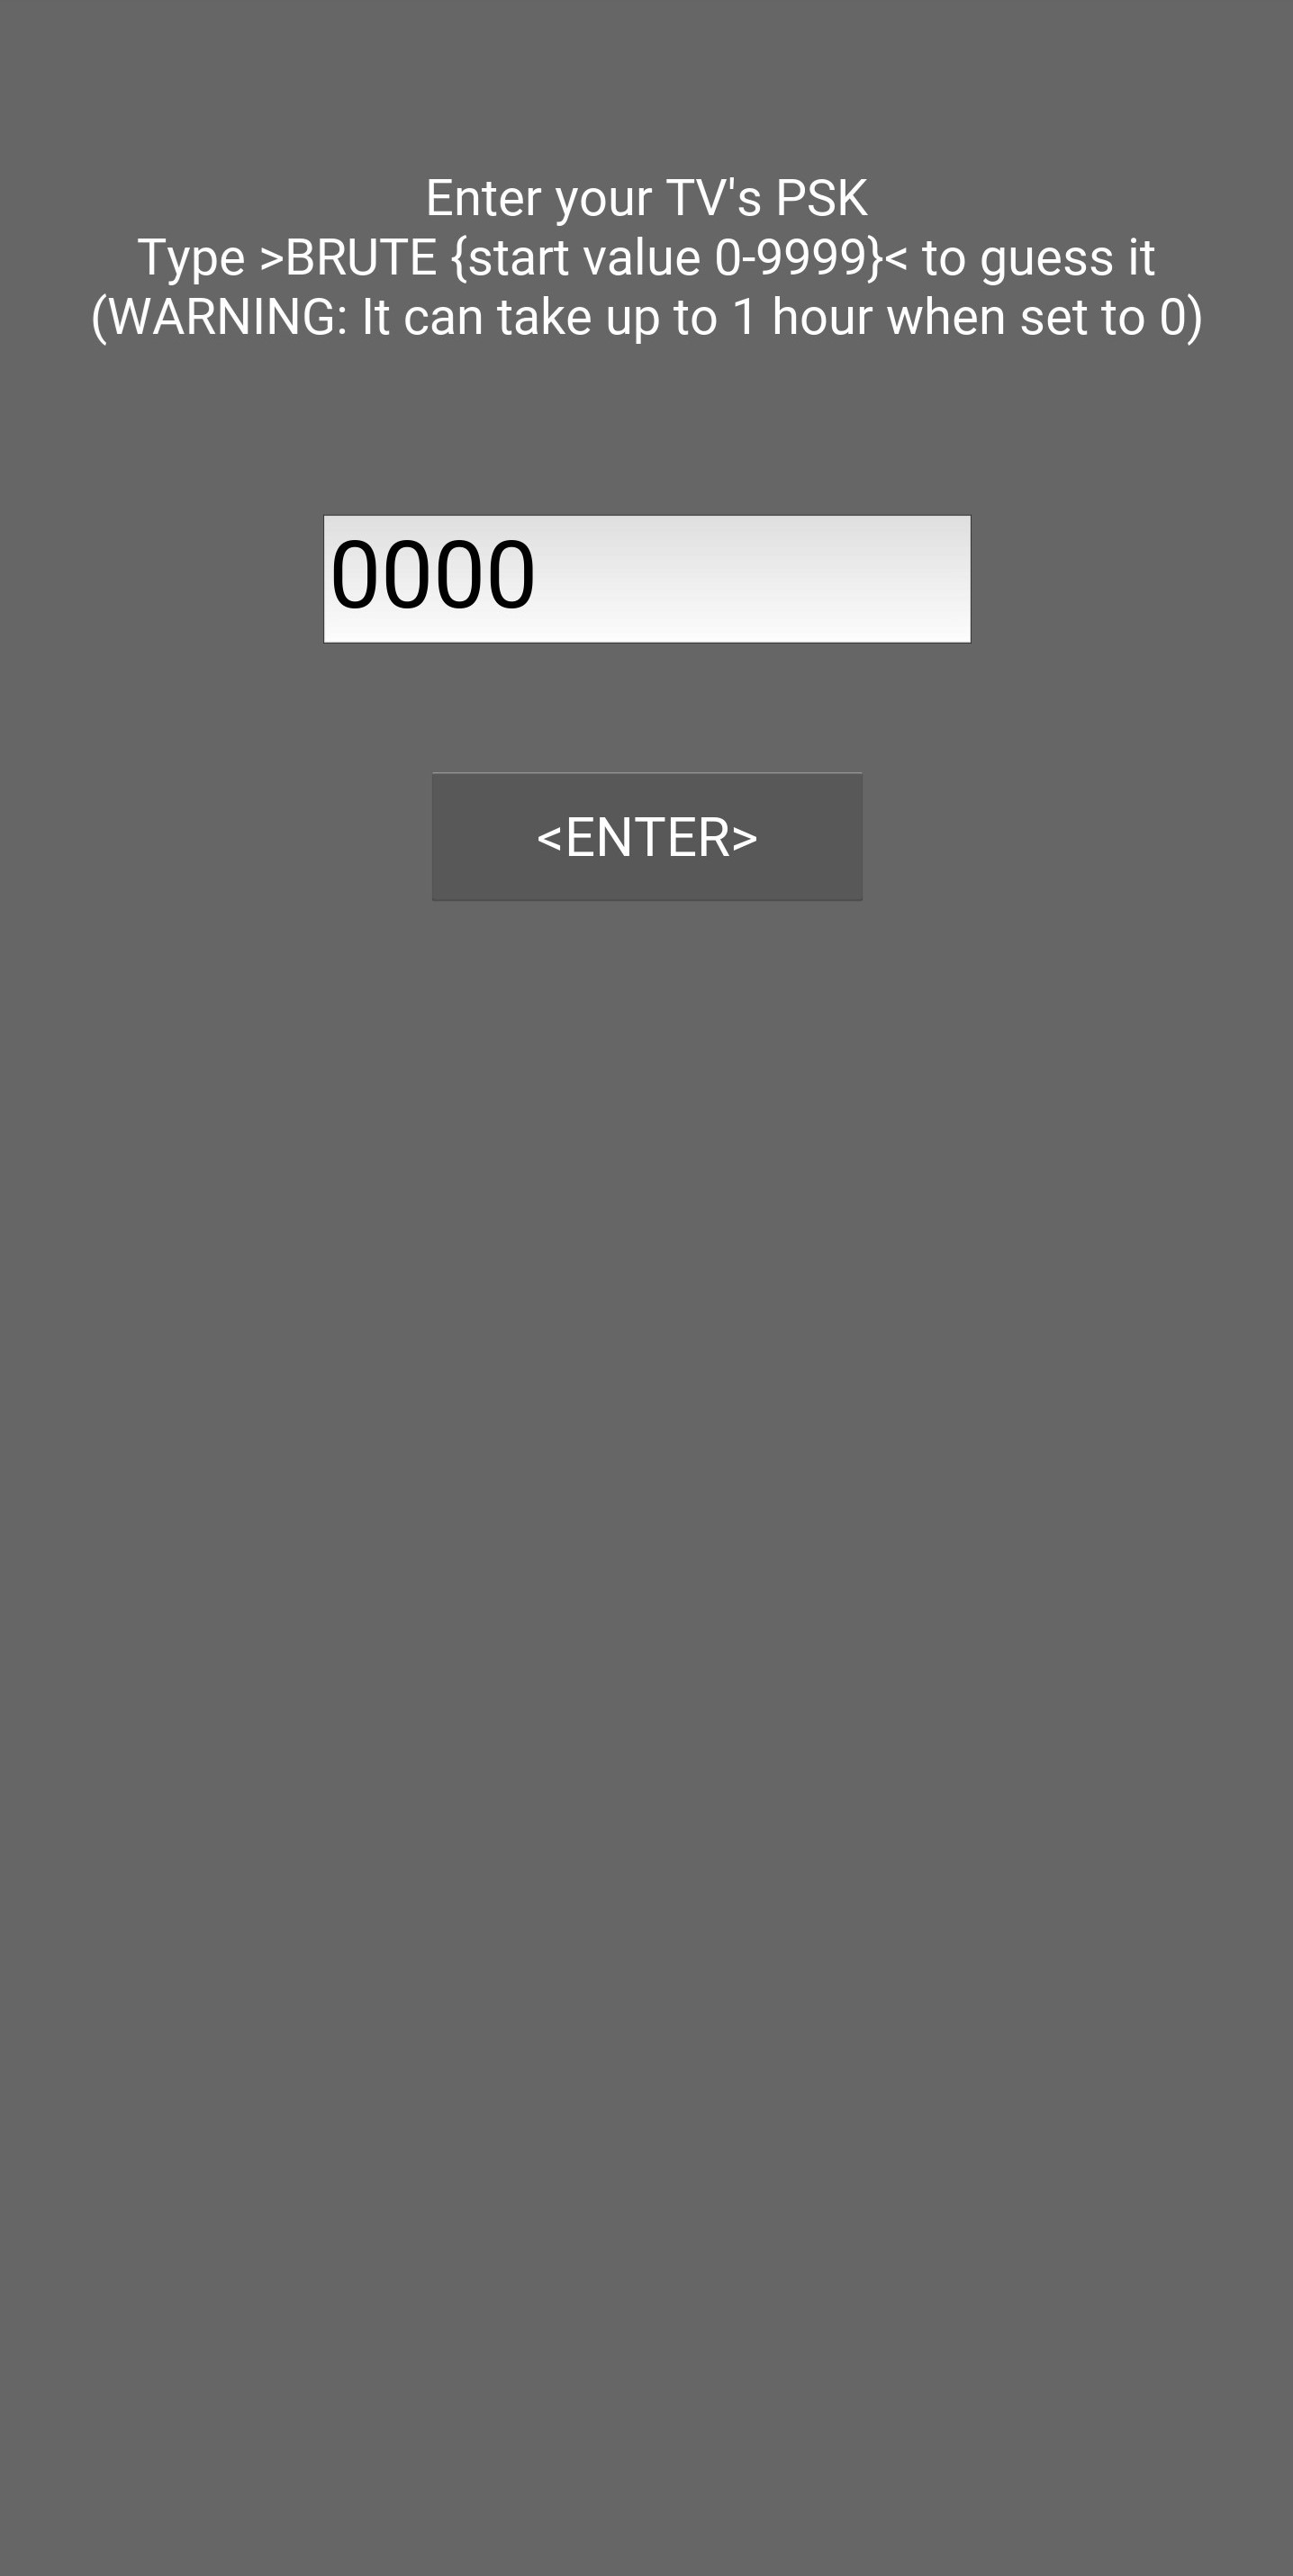 Enter your TV's PSK
Type >BRUTE {start value 0-9999}< to guess it
(WARNING: It can take up to 1 hour when set to 0)
0000
<ENTER>